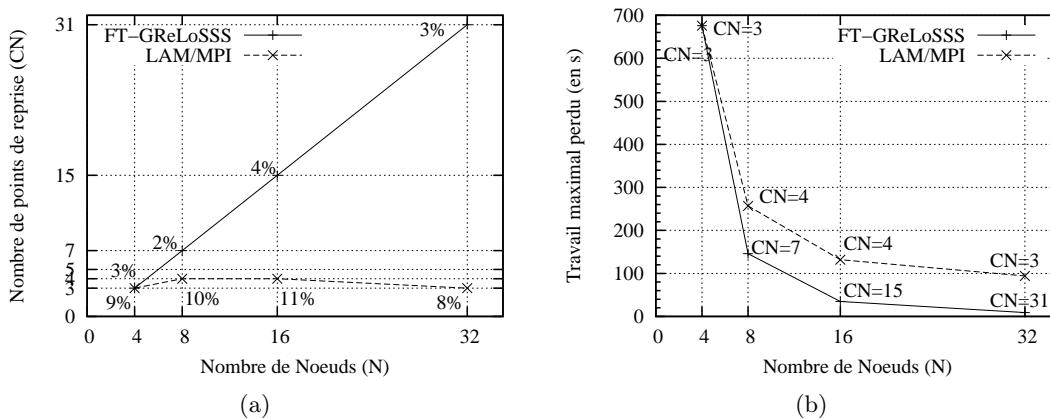 31
15
7
5
4
3
0
Nombre de points de reprise (CN)
FT−GReLoSSS
LAM/MPI
3%
4%
2%
3%
9%
10%
11%
8%
0 4 8 16 32
Nombre de Noeuds (N)
(a)
700
600
500
400
300
200
100
0
Travail maximal perdu (en s)
CN=3
FT−GReLoSSS
CN=3
LAM/MPI
CN=4
CN=7
CN=4
CN=3
CN=15
CN=31
0 4 8 16 32
Nombre de Noeuds (N)
(b)